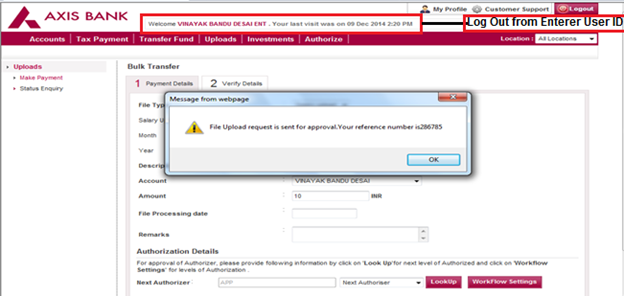 AXIS BANK
My Profile Customer Support Logout
Welcome VINAYAK BANDU DESAI ENT . Your last visit was on 09 Dec 2014 2:20 PM
Log Out from Enterer User ID
Accounts Tax Payment Transfer Fund Uploads Investments Authorize Location : All Locations
Uploads
Make Payment
Status Enquiry
Bulk Transfer
1 Payment Details 2 Verify Details
Message from webpage
File Upload request is sent for approval.Your reference number is286785
OK
File Typ
Salary U
Month
Year
Descrip
Account : VINAYAK BANDU DESAI
Amount : 10 INR
File Processing date :
Remarks :
Authorization Details
For approval of Authorizer, please provide following information by click on 'Look Up'for next level of Authorized and click on 'Workflow
Settings' for levels of Authorization .
Next Authorizer : APP Next Authoriser LookUp WorkFlow Settings